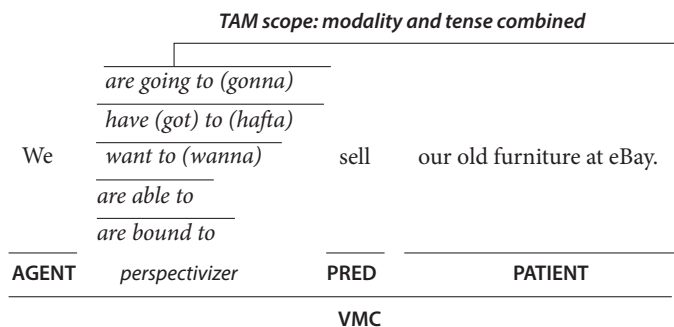 TAM scope: modality and tense combined
are going to (gonna)
have (got) to (hafta)
We want to (wanna) sell our old furniture at eBay.
are able to
are bound to
AGENT perspectivizer PRED PATIENT
VMC